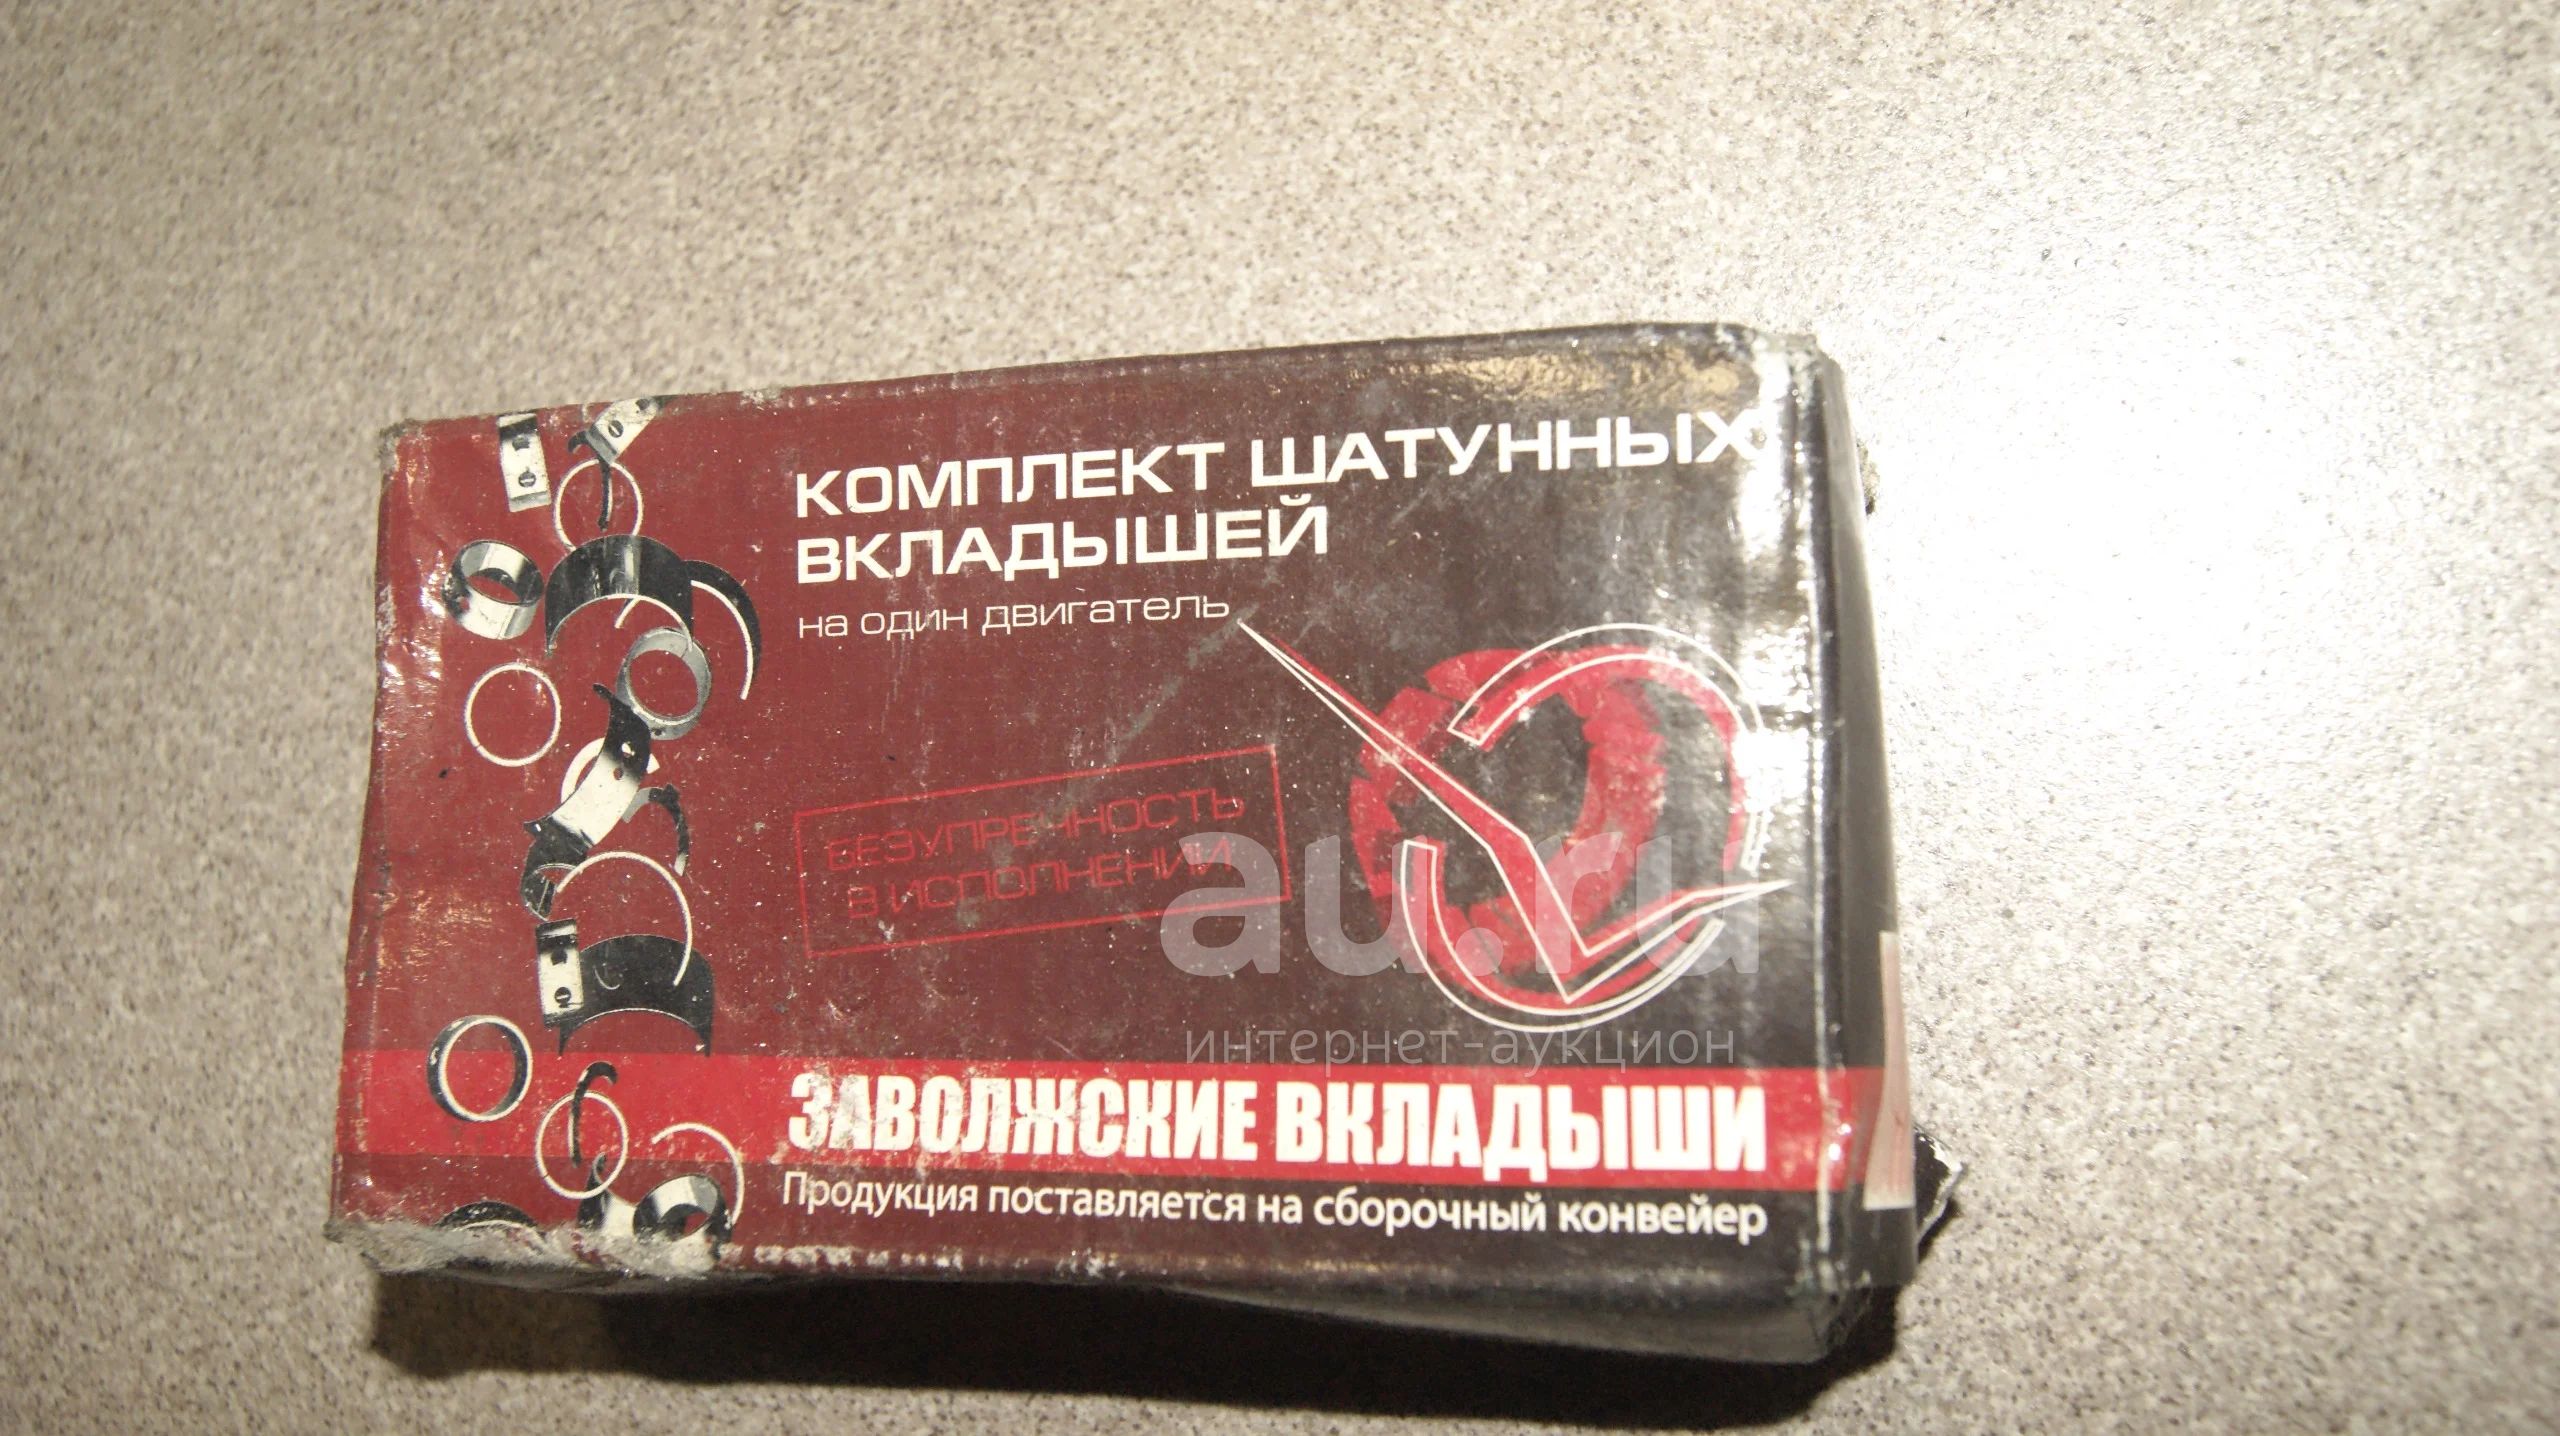 КОМПЛЕКТ ШАТУННЫХ
ВКЛАДЫШЕЙ
на один двигатель
БЕЗУПРЕЧНОСТЬ
В ИСПОЛНЕНИИ
au.ru
интернет-аукцион
ЗАВОЛЖСКИЕ ВКЛАДЫШИ
Продукция поставляется на сборочный конвейер